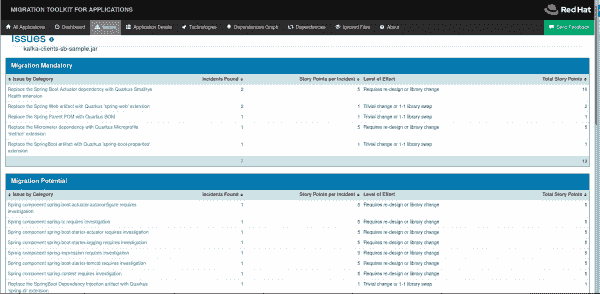 MIGRATION TOOLKIT FOR APPLICATIONS
Red Hat
All Applications Dashboard Issues Application Details Technologies Dependencies Graph Dependencies Ignored Files About Send Feedback
Issues
kafka-clients-sb-sample.jar
Migration Mandatory
Issue by Category Incidents Found Story Points per Incident Level of Effort Total Story Points
Replace the Spring Boot Actuator dependency with Quarkus Smallrye 2 5 Requires re-design or library change 10
Health extension
Replace the Spring Web artifact with Quarkus 'spring-web' extension 2 1 Trivial change or 1-1 library swap 2
Replace the Spring Parent POM with Quarkus BOM 1 1 Trivial change or 1-1 library swap 1
Replace the Micrometer dependency with Quarkus Microprofile 1 5 Requires re-design or library change 5
'metrics' extension
Replace the SpringBoot artifact with Quarkus 'spring-boot-properties' 1 1 Trivial change or 1-1 library swap 1
extension
7
Migration Potential
Issue by Category Incidents Found Story Points per Incident Level of Effort Total Story Points
Spring component spring-boot-actuator-autoconfigure requires 1 5 Requires re-design or library change 5
investigation
Spring component requires investigation 1 5 Requires re-design or library change 5
Spring component spring-boot-starter-actuator requires investigation 1 5 Requires re-design or library change 5
Spring component spring-boot-starter-logging requires investigation 1 5 Requires re-design or library change 5
Spring component spring-expression requires investigation 1 5 Requires re-design or library change 5
Spring component spring-boot-starter-tomcat requires investigation 1 5 Requires re-design or library change 5
Spring component spring-context requires investigation 1 5 Requires re-design or library change 5
Replace the SpringBoot Dependency Injection artifact with Quarkus 1 1 Trivial change or 1-1 library swap 1
'spring-di' extension